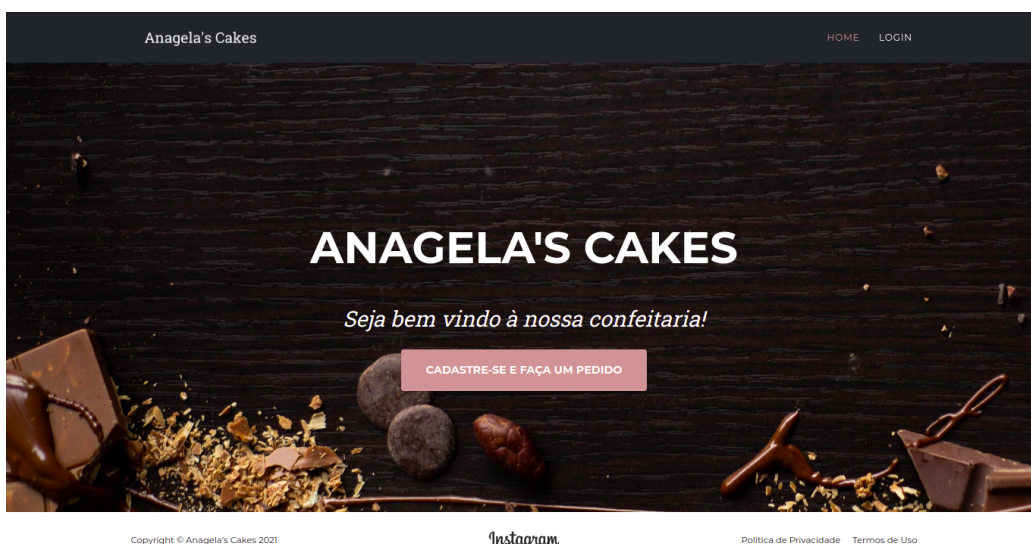 Anagela's Cakes
HOME LOGIN
ANAGELA'S CAKES
Seja bem vindo à nossa confeitaria!
CADASTRE-SE E FAÇA UM PEDIDO
Copyright © Anagela's Cakes 2021
Instagram
Política de Privacidade Termos de Uso